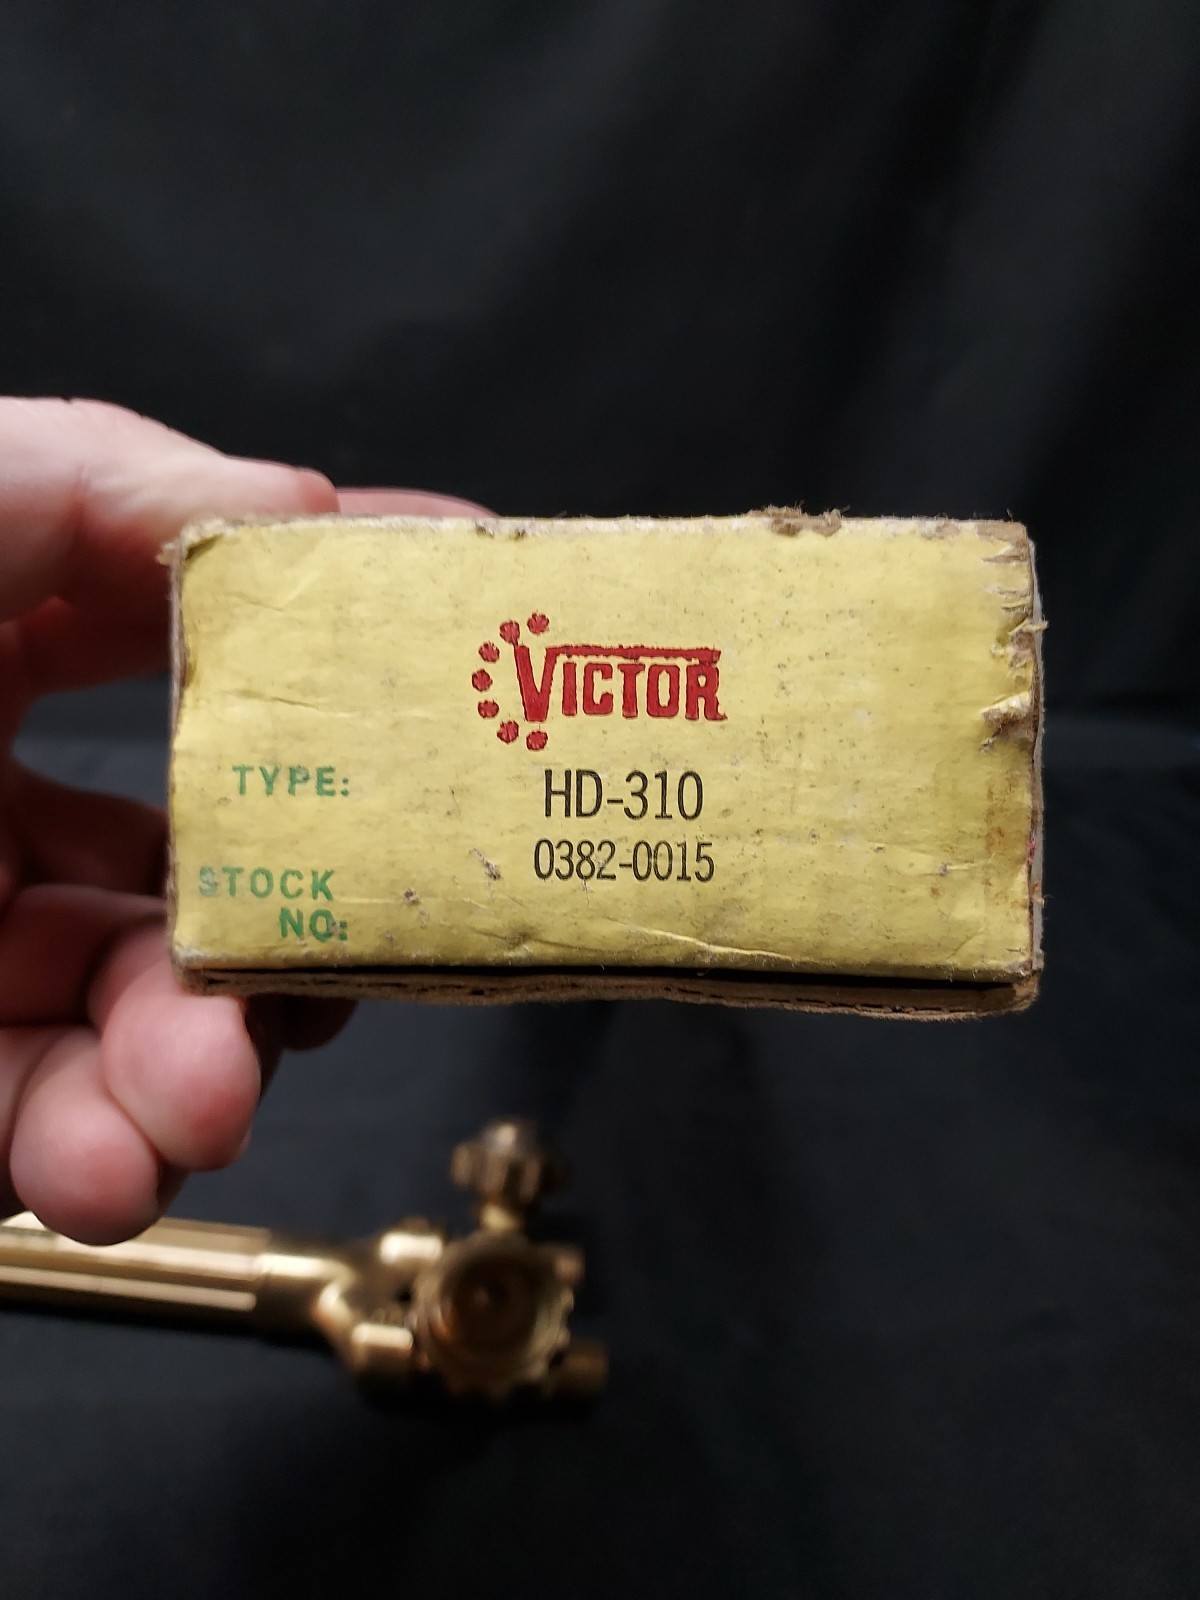 VICTOR
TYPE: HD-310
0382-0015
STOCK
NO: